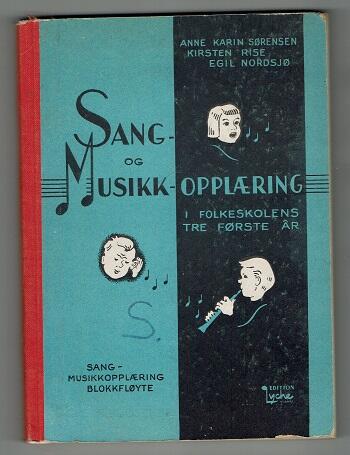 ANNE KARIN SØRENSEN
KIRSTEN RISE
EGIL NORDSJØ
SANG-
OG
MUSIKK-OPPLÆRING
I FOLKESKOLENS
TRE FØRSTE ÅR
S.
SANG-
MUSIKKOPPLÆRING
BLOKKFLØYTE
EDITION
Lyche